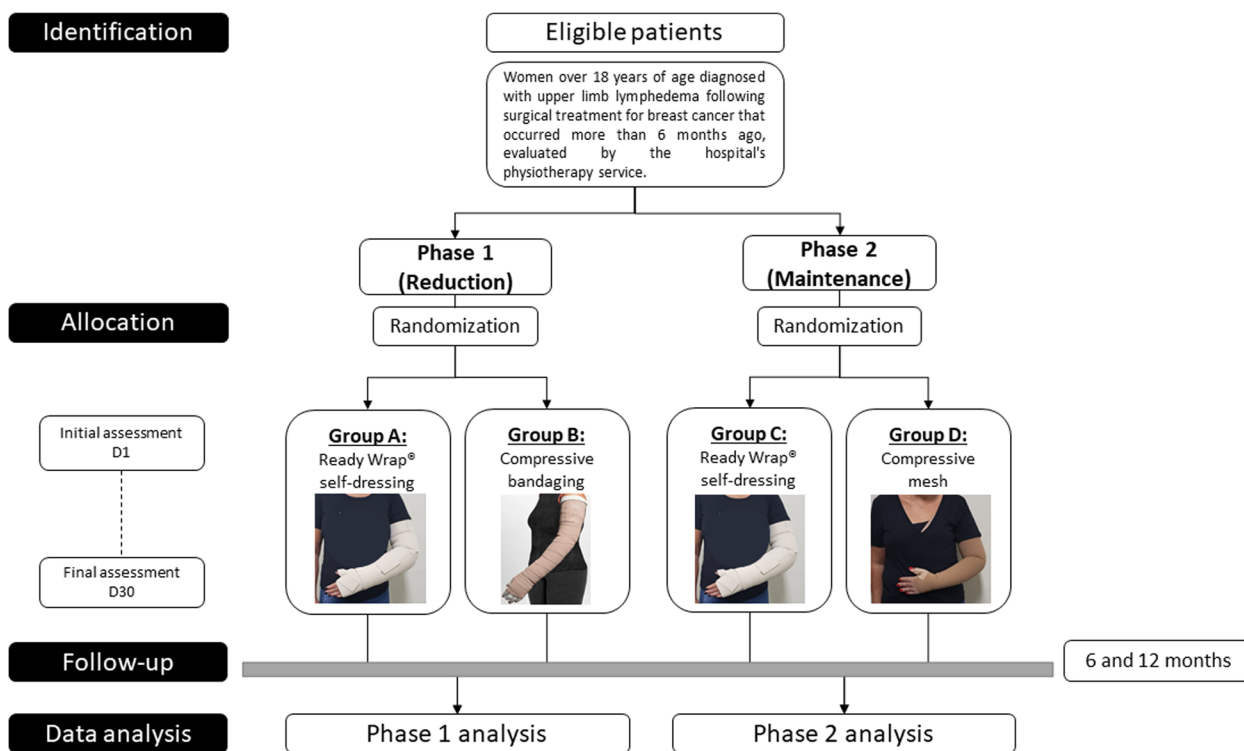 Identification
Eligible patients
Women over 18 years of age diagnosed
with upper limb lymphedema following
surgical treatment for breast cancer that
occurred more than 6 months ago,
evaluated by the hospital's
physiotherapy service.
Phase 1
(Reduction)
Phase 2
(Maintenance)
Allocation
Randomization
Randomization
Initial assessment
D1
Final assessment
D30
Group A:
Ready Wrap®
self-dressing
Group B:
Compressive
bandaging
Group C:
Ready Wrap®
self-dressing
Group D:
Compressive
mesh
Follow-up
6 and 12 months
Data analysis
Phase 1 analysis
Phase 2 analysis